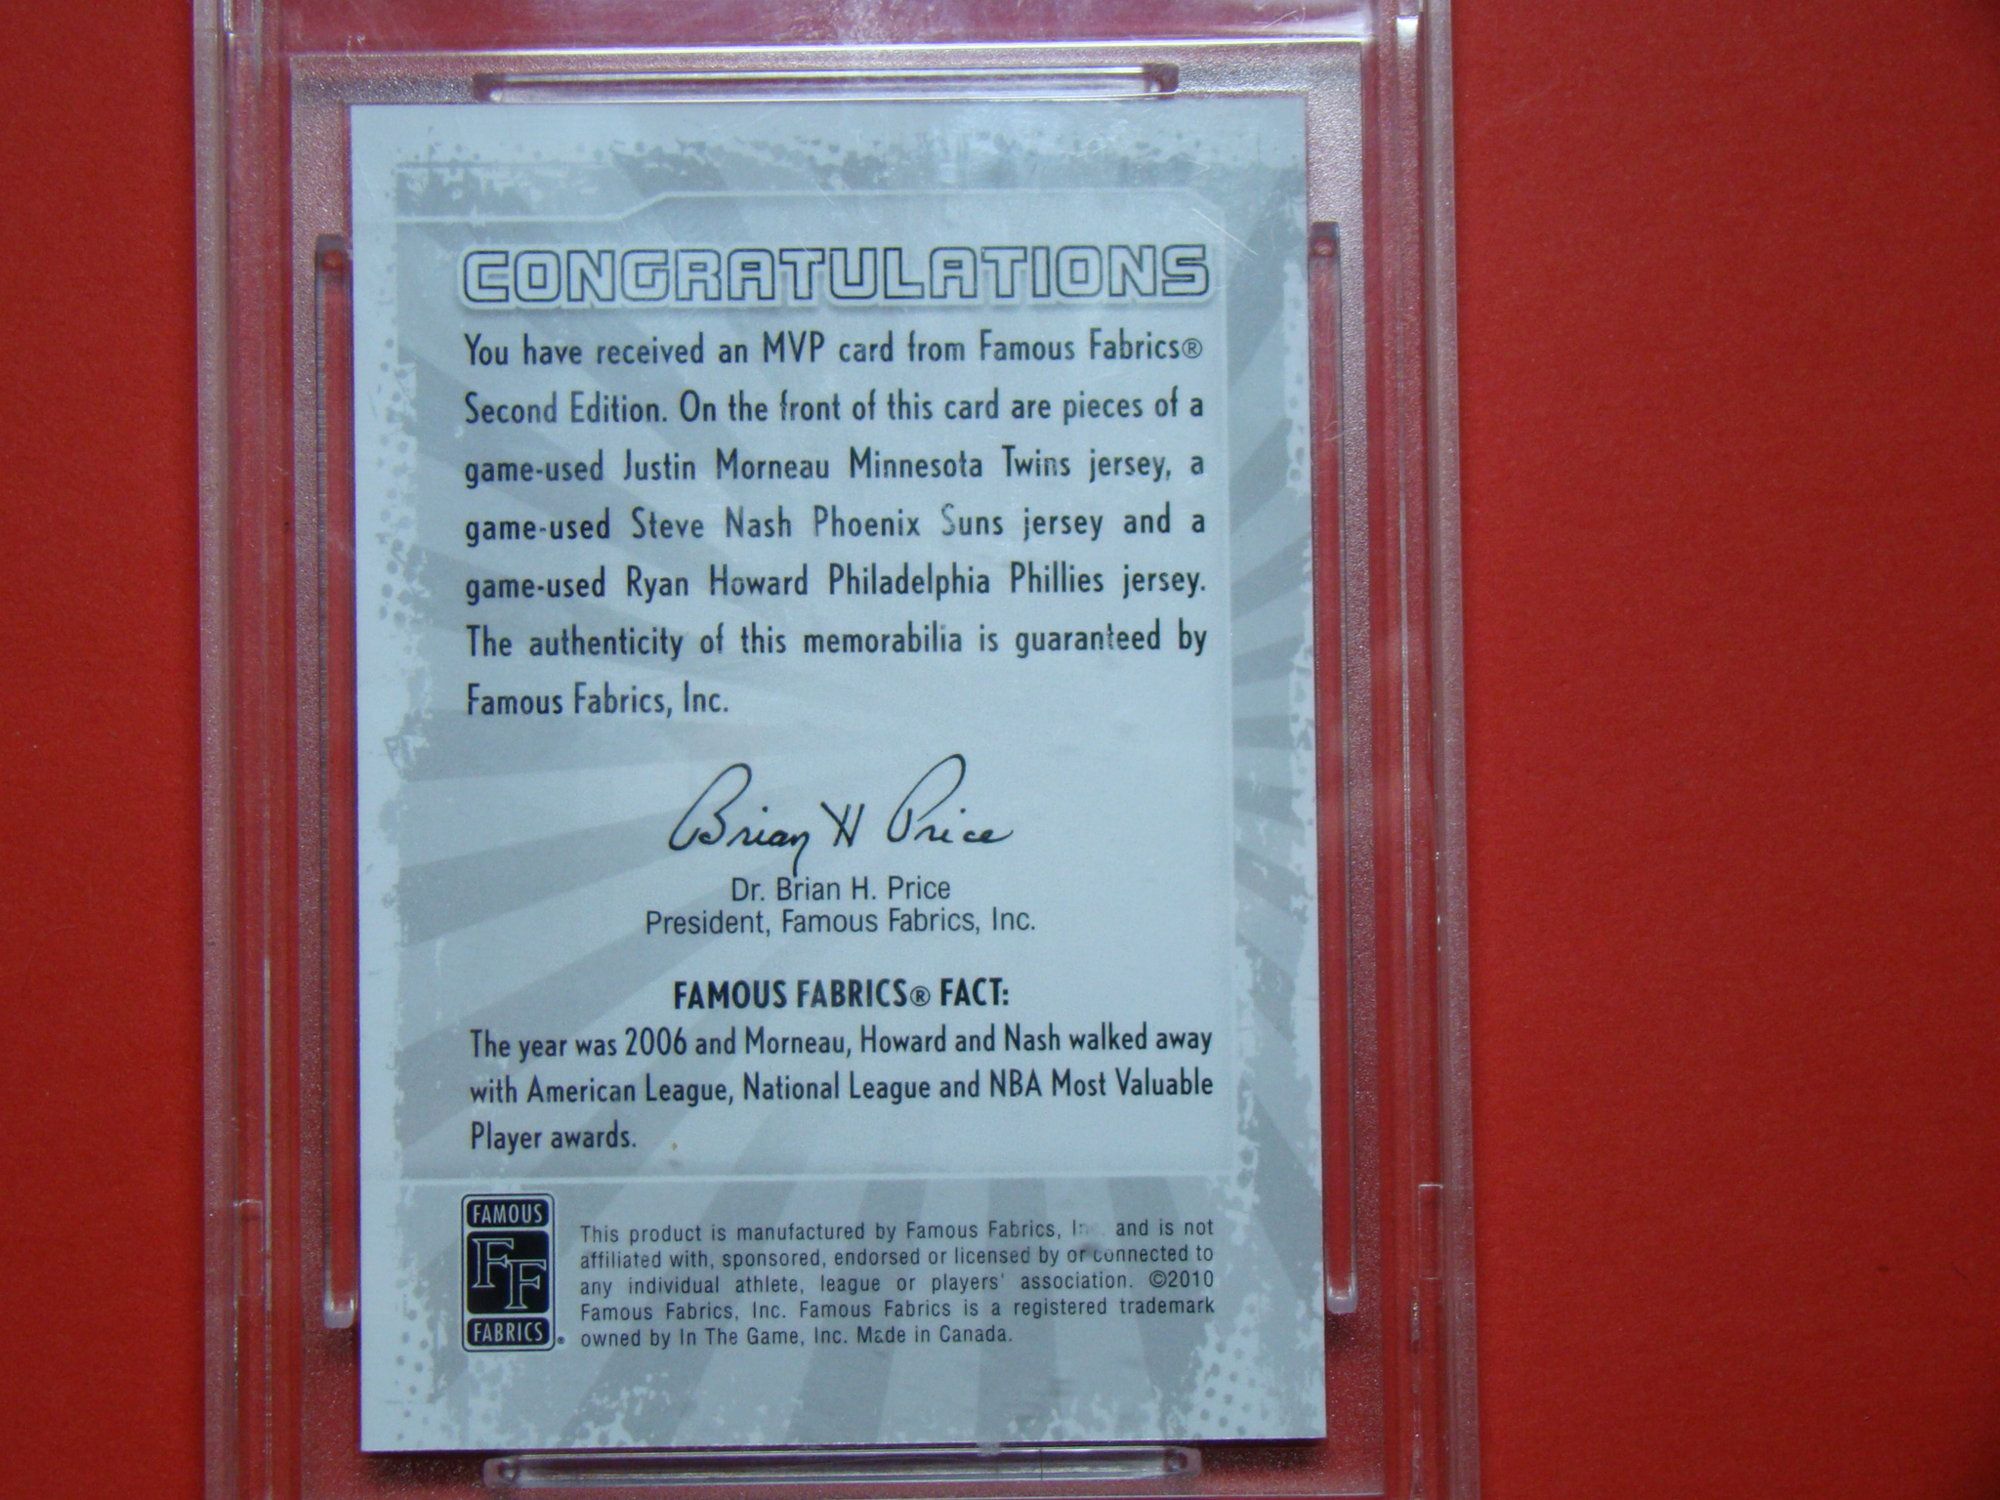 CONGRATULATIONS
You have received an MVP card from Famous Fabrics®
Second Edition. On the front of this card are pieces of a
game-used Justin Morneau Minnesota Twins jersey, a
game-used Steve Nash Phoenix Suns jersey and a
game-used Ryan Howard Philadelphia Phillies jersey.
The authenticity of this memorabilia is guaranteed by
Famous Fabrics, Inc.
Brian H Price
Dr. Brian H. Price
President, Famous Fabrics, Inc.
FAMOUS FABRICS® FACT:
The year was 2006 and Morneau, Howard and Nash walked away
with American League, National League and NBA Most Valuable
Player awards.
FAMOUS
FF
FABRICS
This product is manufactured by Famous Fabrics, Inc. and is not
affiliated with, sponsored, endorsed or licensed by or connected to
any individual athlete, league or players' association. ©2010
Famous Fabrics, Inc. Famous Fabrics is a registered trademark
owned by In The Game, Inc. Made in Canada.